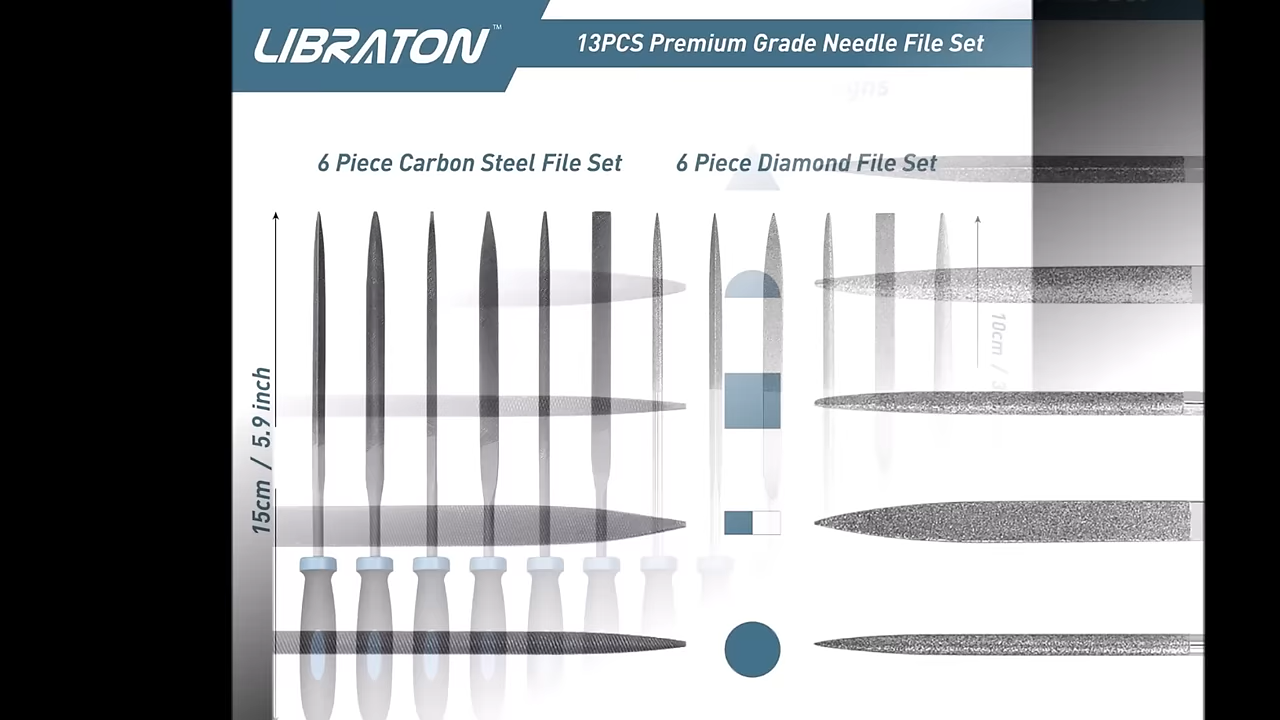 LIBRATON™
13PCS Premium Grade Needle File Set
6 Piece Carbon Steel File Set
6 Piece Diamond File Set
15cm / 5.9 inch
10cm /